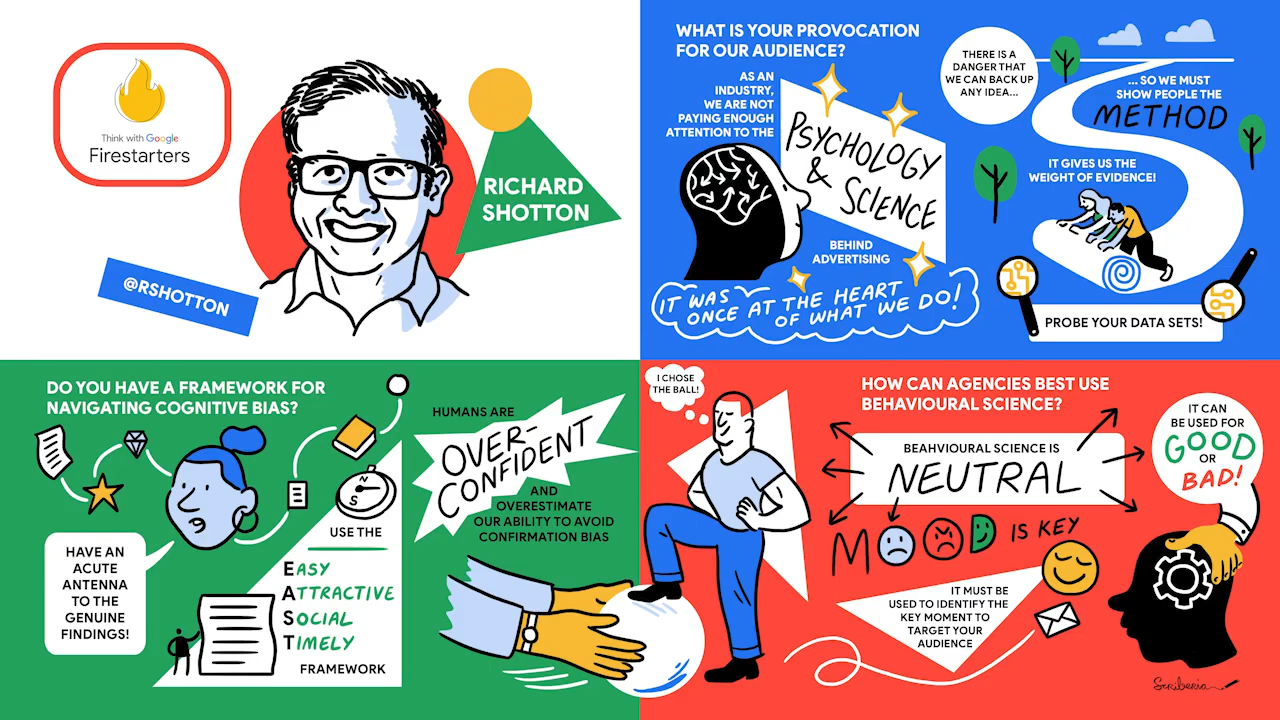 Think with Google
Firestarters
RICHARD
SHOTTON
@RSHOTTON
WHAT IS YOUR PROVOCATION
FOR OUR AUDIENCE?
AS AN
INDUSTRY,
WE ARE NOT
PAYING ENOUGH
ATTENTION TO THE
PSYCHOLOGY
& SCIENCE
BEHIND
ADVERTISING
IT WAS
ONCE AT THE HEART
OF WHAT WE DO!
THERE IS A
DANGER THAT
WE CAN BACK UP
ANY IDEA...
... SO WE MUST
SHOW PEOPLE THE
METHOD
IT GIVES US THE
WEIGHT OF EVIDENCE!
PROBE YOUR DATA SETS!
DO YOU HAVE A FRAMEWORK FOR
NAVIGATING COGNITIVE BIAS?
HAVE AN
ACUTE
ANTENNA
TO THE
GENUINE
FINDINGS!
N
S
USE THE
EASY
ATTRACTIVE
SOCIAL
TIMELY
FRAMEWORK
HUMANS ARE
OVER-
CONFIDENT
AND
OVERESTIMATE
OUR ABILITY TO AVOID
CONFIRMATION BIAS
I CHOSE
THE BALL!
HOW CAN AGENCIES BEST USE
BEHAVIOURAL SCIENCE?
BEAHVIOURAL SCIENCE IS
NEUTRAL
IT CAN
BE USED FOR
GOOD
OR
BAD!
MOOD IS KEY
IT MUST BE
USED TO IDENTIFY THE
KEY MOMENT TO
TARGET YOUR
AUDIENCE
Scriberia